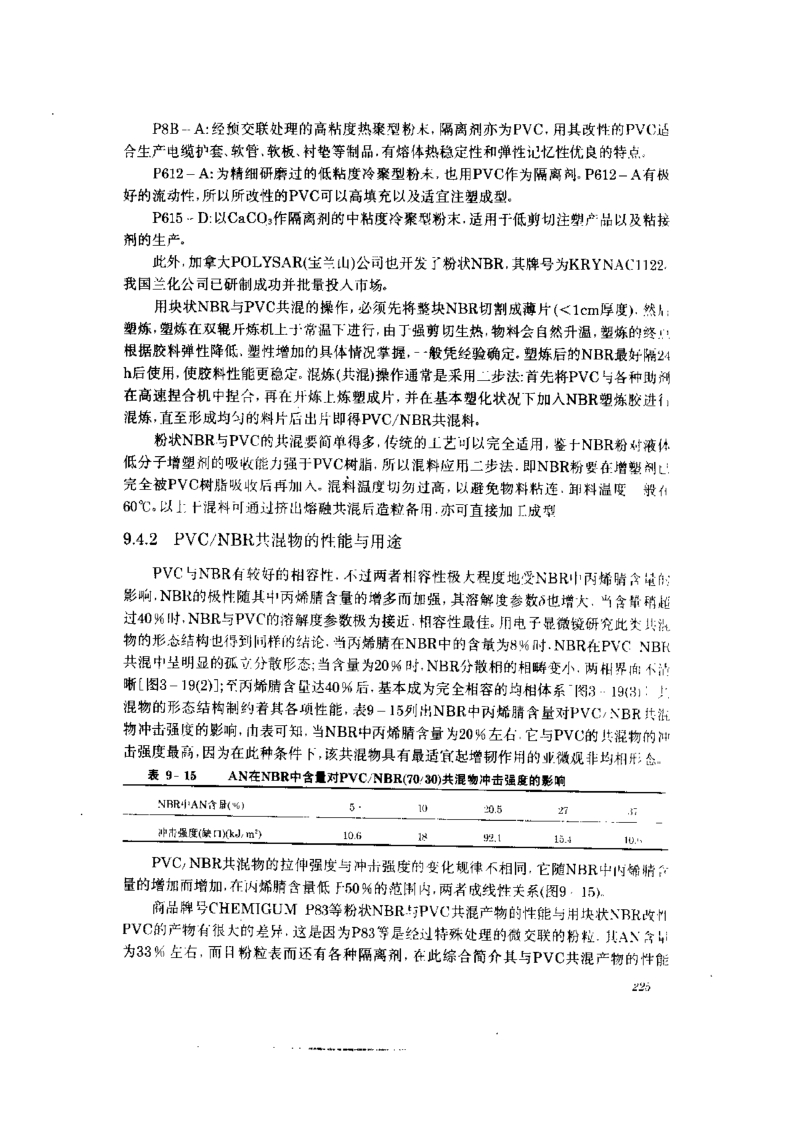 P8B－A:经预交联处理的高粘度热聚型粉末,隔离剂亦为PVC,用其改性的PVC适
合生产电缆护套、软管、软板、衬垫等制品,有熔体热稳定性和弹性记忆性优良的特点。
P612－A:为精细研磨过的低粘度冷聚型粉末,也用PVC作为隔离剂。P612－A有极
好的流动性,所以所改性的PVC可以高填充以及适宜注塑成型。
P615－D:以CaCO₃作隔离剂的中粘度冷聚型粉末,适用于低剪切注塑产品以及粘接
剂的生产。
此外,加拿大POLYSAR(宝兰山)公司也开发了粉状NBR,其牌号为KRYNAC1122.
我国兰化公司已研制成功并批量投入市场。
用块状NBR与PVC共混的操作,必须先将整块NBR切割成薄片(<1cm厚度),然后
塑炼,塑炼在双辊开炼机上于常温下进行,由于强剪切生热,物料会自然升温,塑炼的终点
根据胶料弹性降低、塑性增加的具体情况掌握,一般凭经验确定。塑炼后的NBR最好隔24
h后使用,使胶料性能更稳定。混炼(共混)操作通常是采用二步法:首先将PVC与各种助剂
在高速捏合机中捏合,再在开炼上炼塑成片,并在基本塑化状况下加入NBR塑炼胶进行
混炼,直至形成均匀的料片后出片即得PVC/NBR共混料。
粉状NBR与PVC的共混要简单得多,传统的工艺可以完全适用,鉴于NBR粉对液体
低分子增塑剂的吸收能力强于PVC树脂,所以混料应用二步法,即NBR粉要在增塑剂已
完全被PVC树脂吸收后再加入。混料温度切勿过高,以避免物料粘连,卸料温度 般在
60℃。以上干混料可通过挤出熔融共混后造粒备用,亦可直接加工成型
9.4.2 PVC/NBR共混物的性能与用途
PVC与NBR有较好的相容性,不过两者相容性极大程度地受NBR中丙烯腈含量的
影响,NBR的极性随其中丙烯腈含量的增多而加强,其溶解度参数δ也增大,当含量稍超
过40%时,NBR与PVC的溶解度参数极为接近,相容性最佳。用电子显微镜研究此类共混
物的形态结构也得到同样的结论,当丙烯腈在NBR中的含量为8%时,NBR在PVC NBR
共混中呈明显的孤立分散形态;当含量为20%时,NBR分散相的相畴变小,两相界面不清
晰[图3－19(2)];至丙烯腈含量达40%后,基本成为完全相容的均相体系[图3－19(3)] 共
混物的形态结构制约着其各项性能,表9－15列出NBR中丙烯腈含量对PVC/NBR共混
物冲击强度的影响,由表可知,当NBR中丙烯腈含量为20%左右,它与PVC的共混物的冲
击强度最高,因为在此种条件下,该共混物具有最适宜起增韧作用的亚微观非均相形态。
表 9-15 AN在NBR中含量对PVC/NBR(70/30)共混物冲击强度的影响
NBR中AN含量(%) 5 10 20.5 27 37
冲击强度(缺口)(kJ/m²) 10.6 18 92.1 15.4
PVC/NBR共混物的拉伸强度与冲击强度的变化规律不相同,它随NBR中丙烯腈含
量的增加而增加,在丙烯腈含量低于50%的范围内,两者成线性关系(图9－15)。
商品牌号CHEMIGUM P83等粉状NBR与PVC共混产物的性能与用块状NBR改性
PVC的产物有很大的差异,这是因为P83等是经过特殊处理的微交联的粉粒,其AN含量
为33%左右,而且粉粒表面还有各种隔离剂,在此综合简介其与PVC共混产物的性能
225